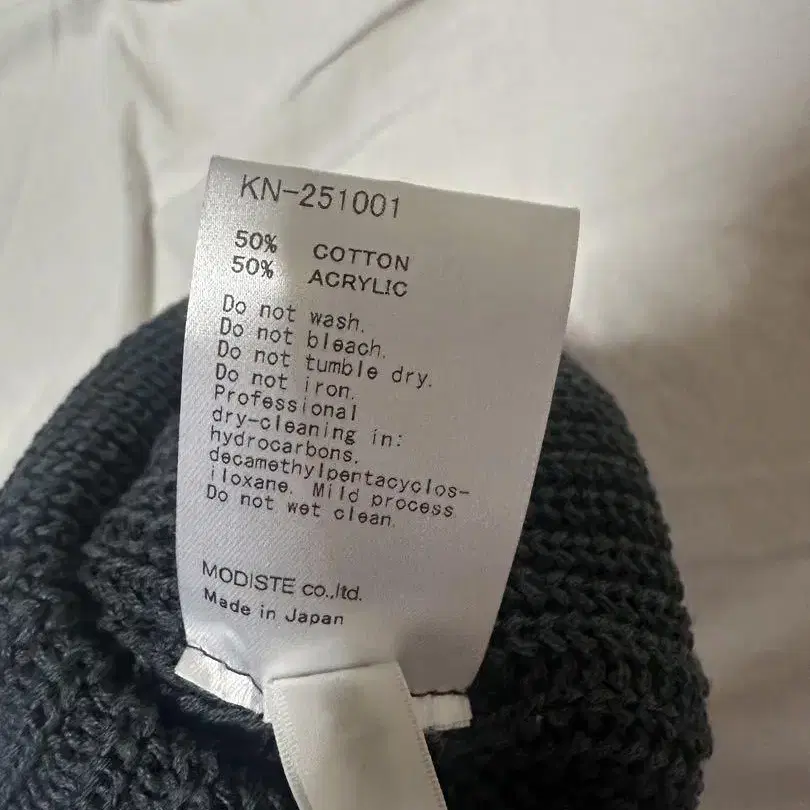 KN-251001
50% COTTON
50% ACRYLIC
Do not wash.
Do not bleach.
Do not tumble dry.
Do not iron.
Professional
dry-cleaning in:
hydrocarbons.
decamethylpentacyclos-
iloxane. Mild process
Do not wet clean.
MODISTE co.,ltd.
Made in Japan